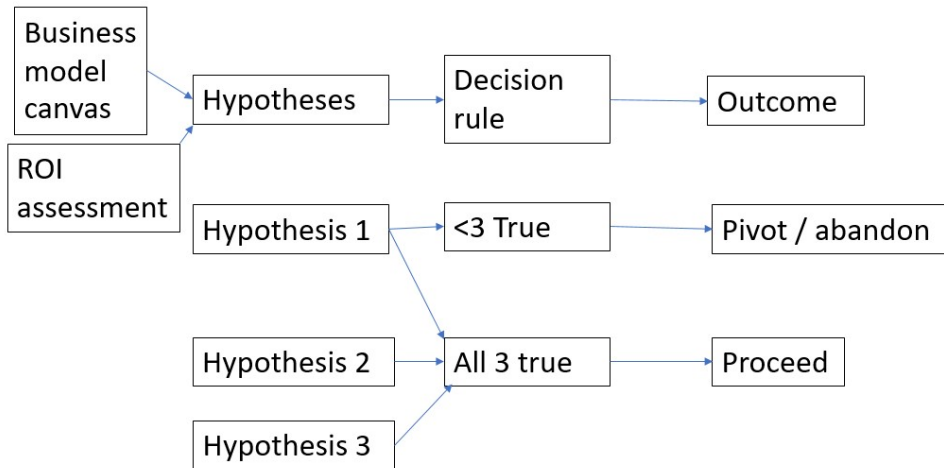 Business
model
canvas
Hypotheses
Decision
rule
Outcome
ROI
assessment
Hypothesis 1
<3 True
Pivot / abandon
Hypothesis 2
All 3 true
Proceed
Hypothesis 3